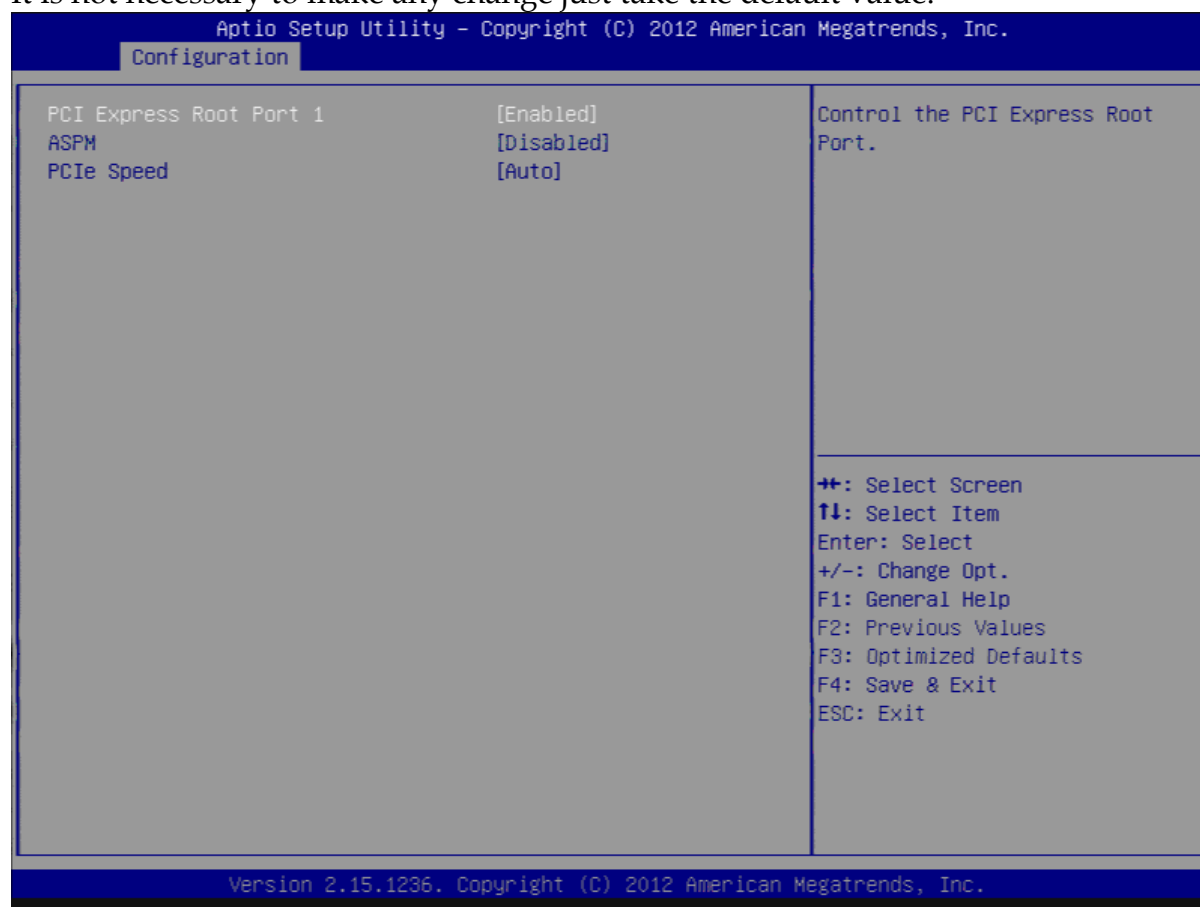 It is not necessary to make any change just take the default value.
Aptio Setup Utility – Copyright (C) 2012 American Megatrends, Inc.
Configuration
PCI Express Root Port 1 [Enabled]
ASPM [Disabled]
PCIe Speed [Auto]
Control the PCI Express Root
Port.
→←: Select Screen
↑↓: Select Item
Enter: Select
+/-: Change Opt.
F1: General Help
F2: Previous Values
F3: Optimized Defaults
F4: Save & Exit
ESC: Exit
Version 2.15.1236. Copyright (C) 2012 American Megatrends, Inc.